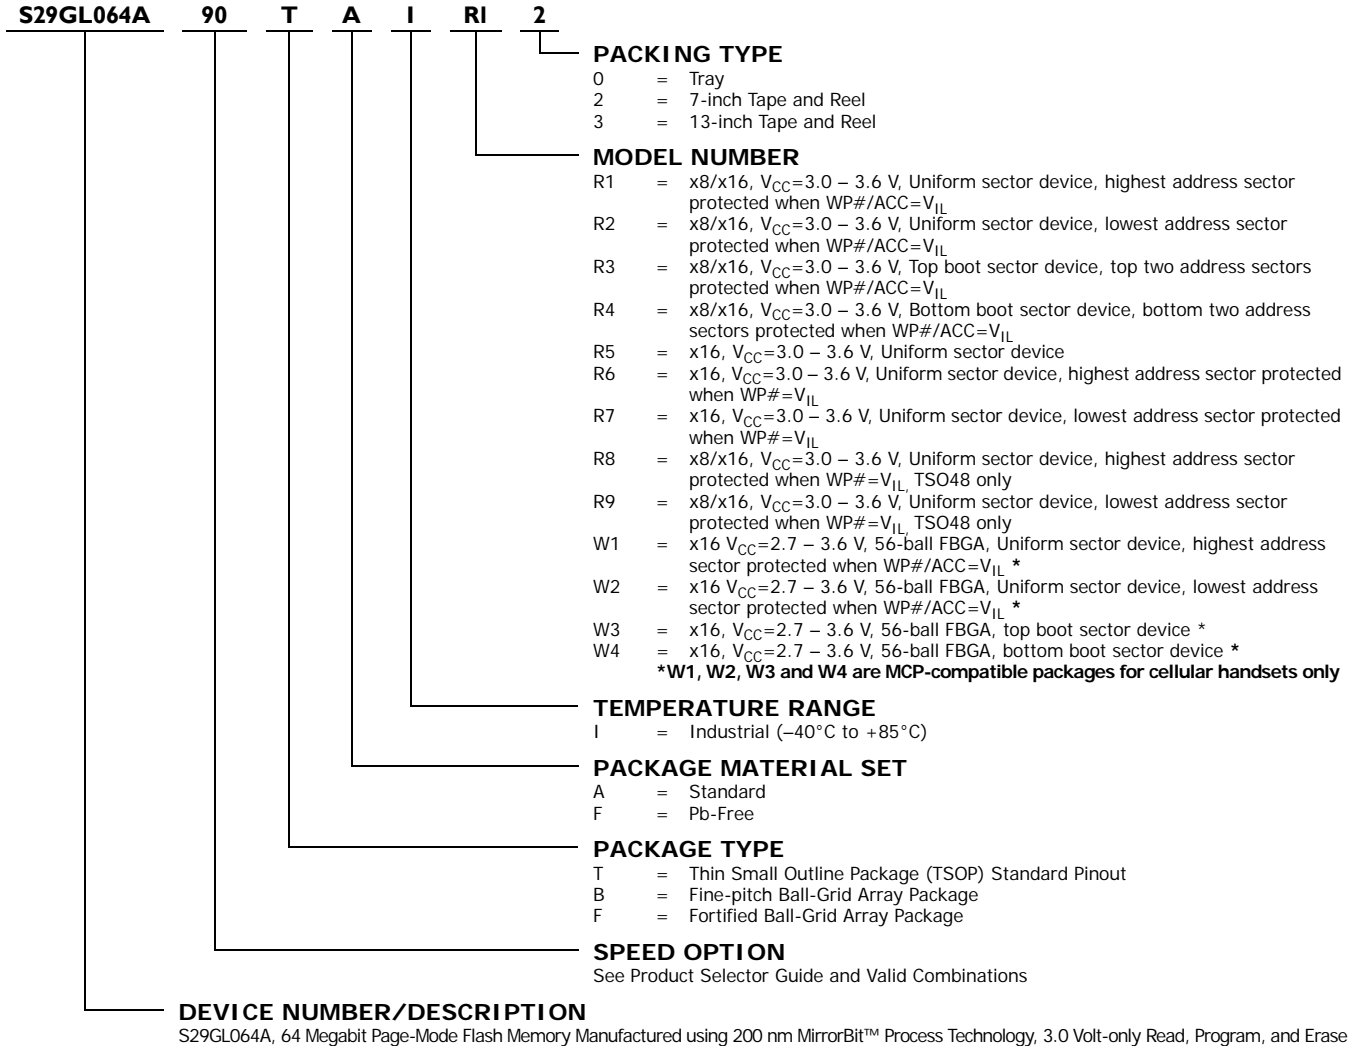 S29GL064A 90 T A I R1 2
PACKING TYPE
0 = Tray
2 = 7-inch Tape and Reel
3 = 13-inch Tape and Reel
MODEL NUMBER
R1 = x8/x16, VCC=3.0 – 3.6 V, Uniform sector device, highest address sector
protected when WP#/ACC=VIL
R2 = x8/x16, VCC=3.0 – 3.6 V, Uniform sector device, lowest address sector
protected when WP#/ACC=VIL
R3 = x8/x16, VCC=3.0 – 3.6 V, Top boot sector device, top two address sectors
protected when WP#/ACC=VIL
R4 = x8/x16, VCC=3.0 – 3.6 V, Bottom boot sector device, bottom two address
sectors protected when WP#/ACC=VIL
R5 = x16, VCC=3.0 – 3.6 V, Uniform sector device
R6 = x16, VCC=3.0 – 3.6 V, Uniform sector device, highest address sector protected
when WP#=VIL
R7 = x16, VCC=3.0 – 3.6 V, Uniform sector device, lowest address sector protected
when WP#=VIL
R8 = x8/x16, VCC=3.0 – 3.6 V, Uniform sector device, highest address sector
protected when WP#=VIL, TSO48 only
R9 = x8/x16, VCC=3.0 – 3.6 V, Uniform sector device, lowest address sector
protected when WP#=VIL, TSO48 only
W1 = x16 VCC=2.7 – 3.6 V, 56-ball FBGA, Uniform sector device, highest address
sector protected when WP#/ACC=VIL *
W2 = x16 VCC=2.7 – 3.6 V, 56-ball FBGA, Uniform sector device, lowest address
sector protected when WP#/ACC=VIL *
W3 = x16, VCC=2.7 – 3.6 V, 56-ball FBGA, top boot sector device *
W4 = x16, VCC=2.7 – 3.6 V, 56-ball FBGA, bottom boot sector device *
*W1, W2, W3 and W4 are MCP-compatible packages for cellular handsets only
TEMPERATURE RANGE
I = Industrial (–40°C to +85°C)
PACKAGE MATERIAL SET
A = Standard
F = Pb-Free
PACKAGE TYPE
T = Thin Small Outline Package (TSOP) Standard Pinout
B = Fine-pitch Ball-Grid Array Package
F = Fortified Ball-Grid Array Package
SPEED OPTION
See Product Selector Guide and Valid Combinations
DEVICE NUMBER/DESCRIPTION
S29GL064A, 64 Megabit Page-Mode Flash Memory Manufactured using 200 nm MirrorBit™ Process Technology, 3.0 Volt-only Read, Program, and Erase